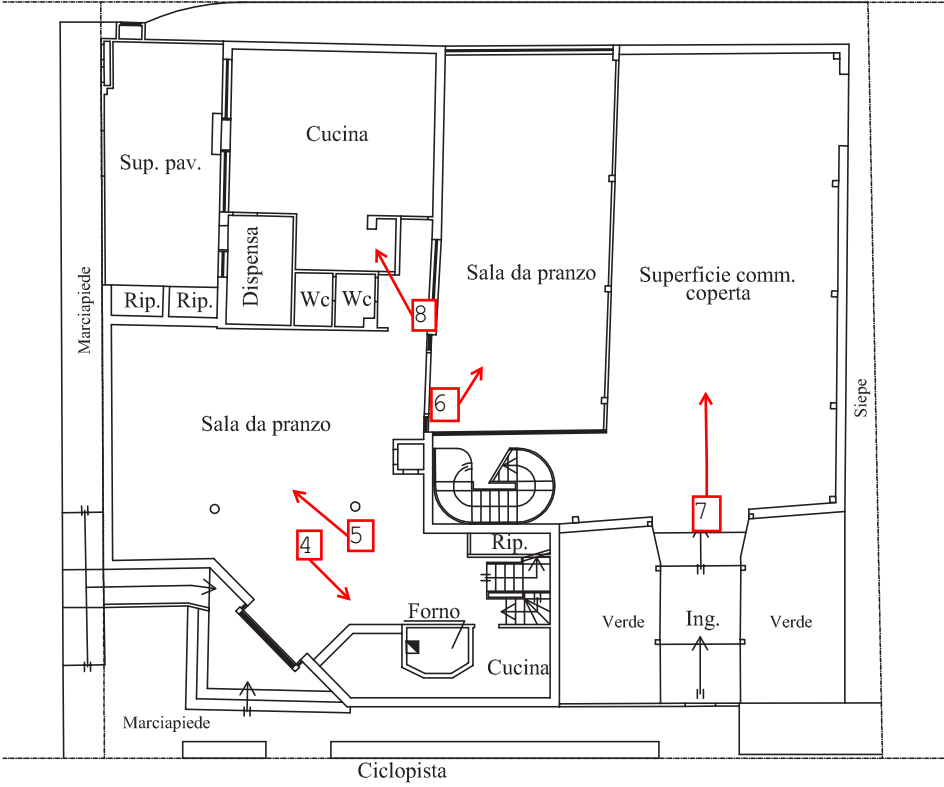 Cucina
Sup. pav.
Dispensa
Sala da pranzo
Superficie comm.
coperta
Marciapiede
Rip.
Rip.
Wc
Wc
8
6
Siepe
Sala da pranzo
7
5
4
Rip.
Forno
Verde
Ing.
Verde
Cucina
Marciapiede
Ciclopista